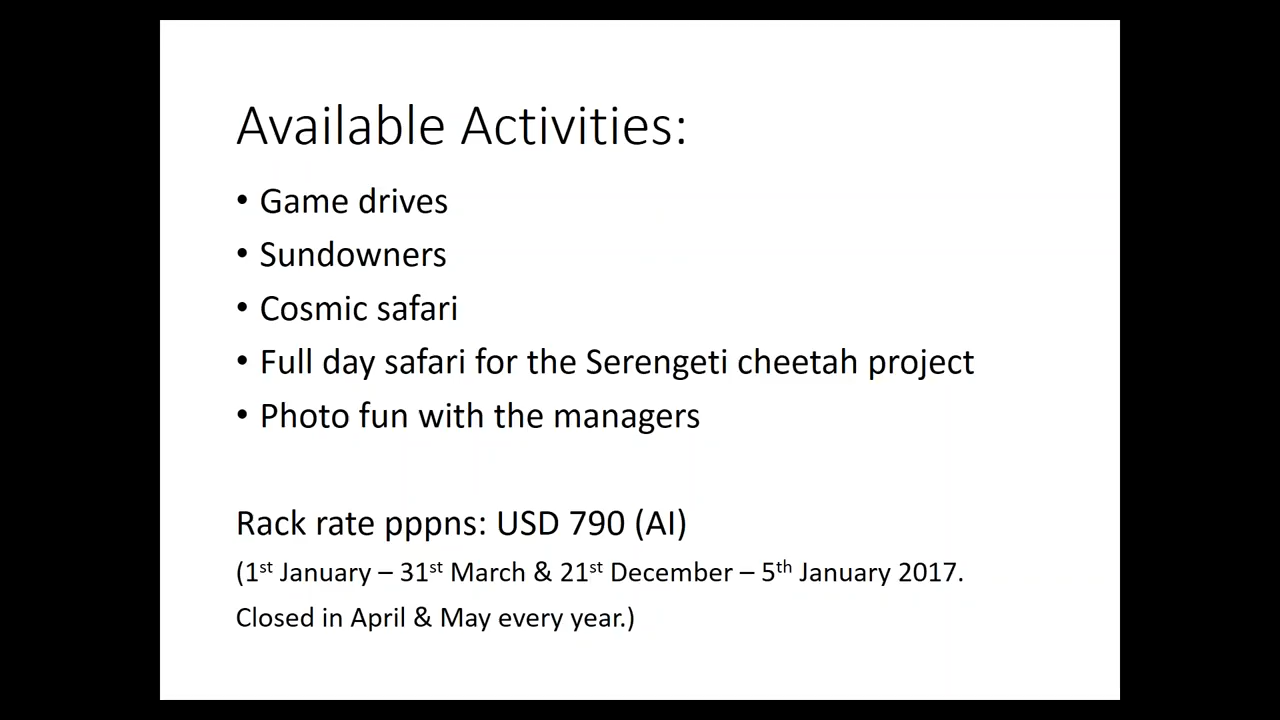 Available Activities:
• Game drives
• Sundowners
• Cosmic safari
• Full day safari for the Serengeti cheetah project
• Photo fun with the managers
Rack rate pppns: USD 790 (AI)
(1st January – 31st March & 21st December – 5th January 2017.
Closed in April & May every year.)